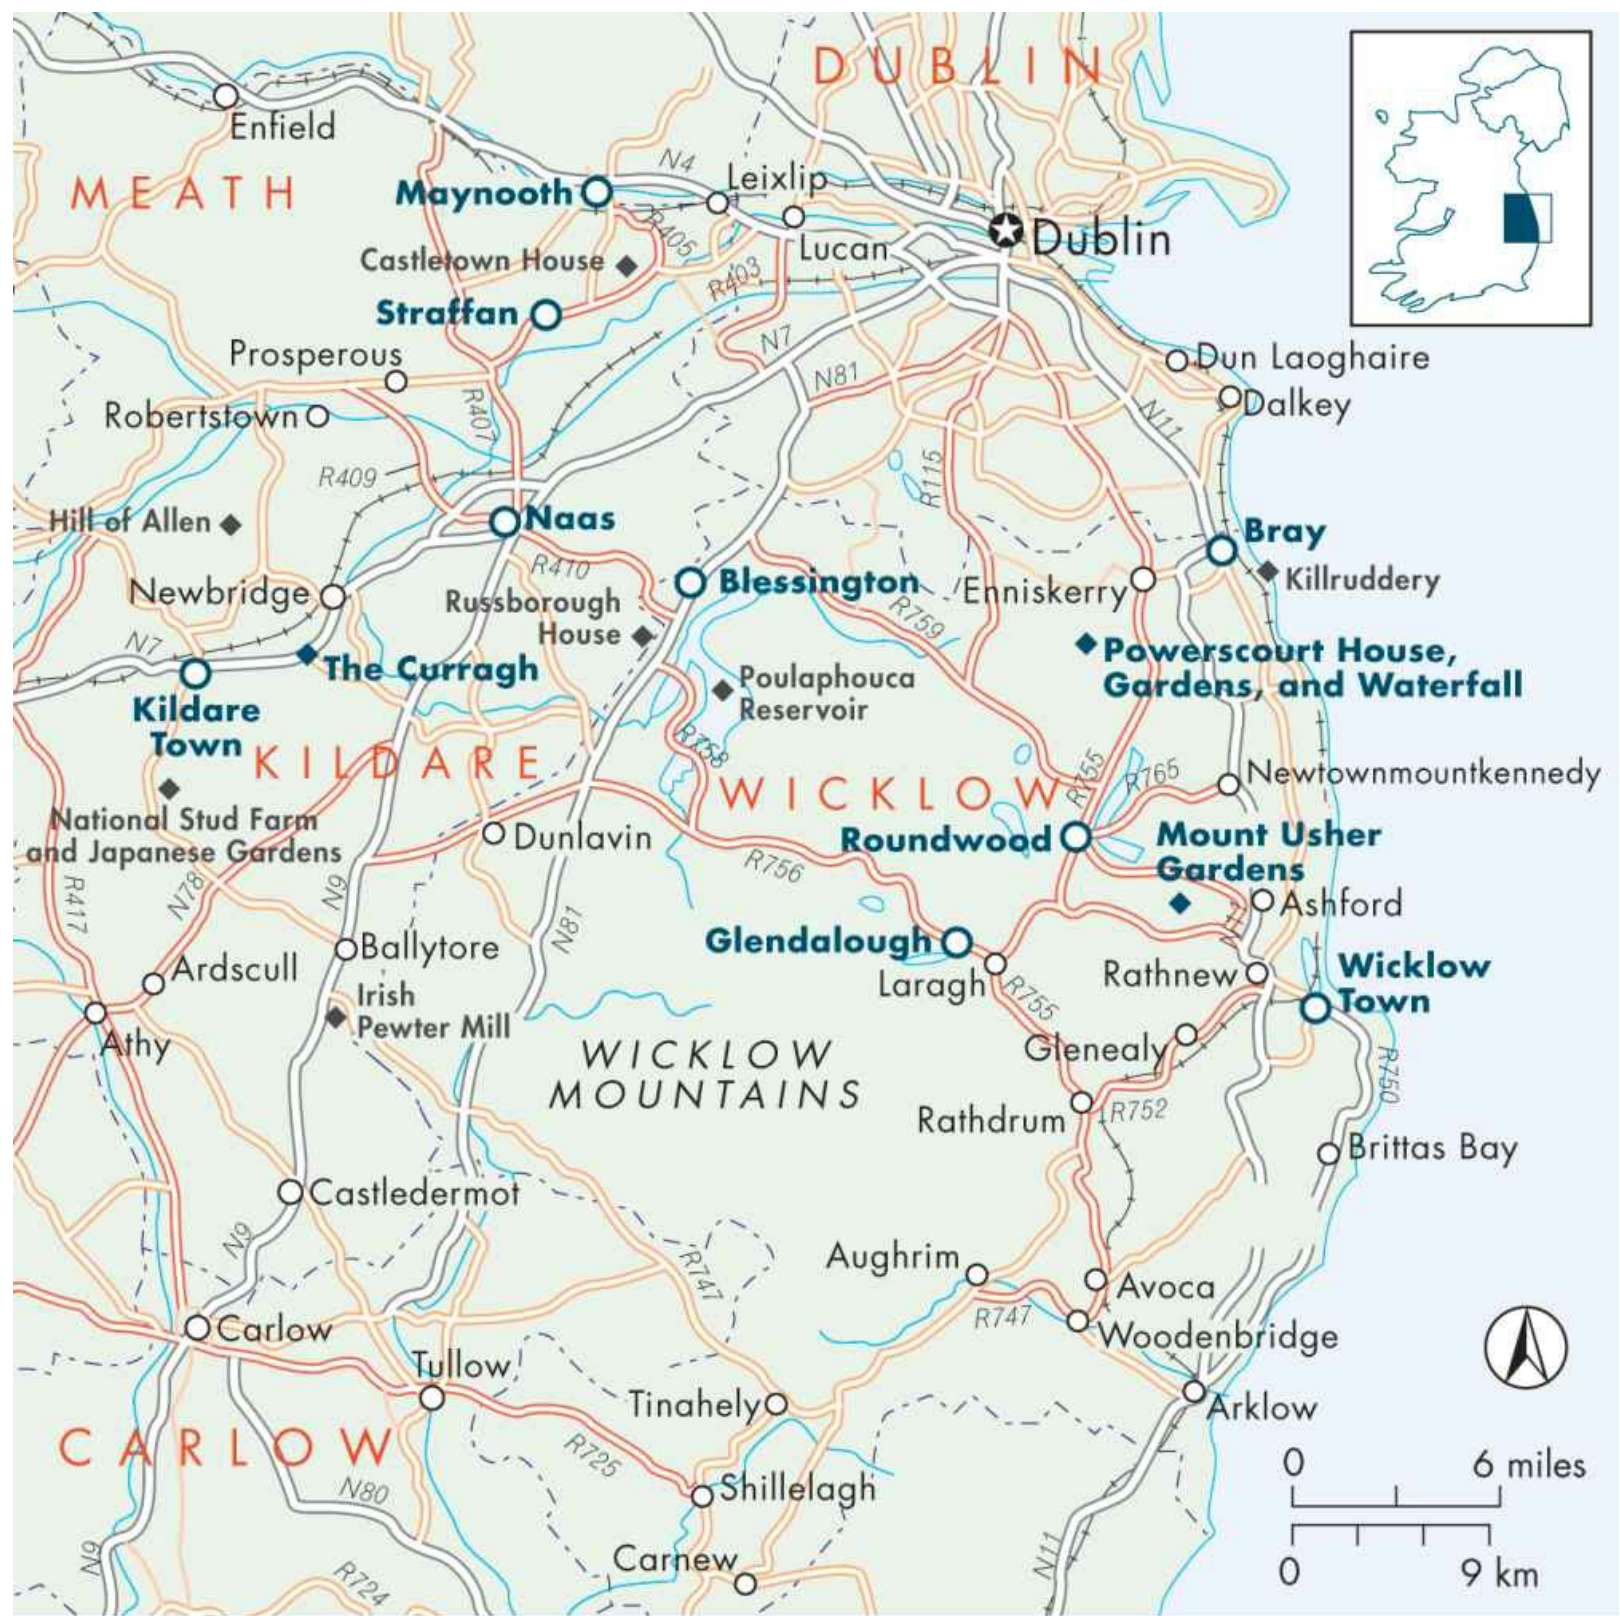 DUBLIN
Enfield
MEATH
N4
Leixlip
Maynooth
R405
Lucan
Dublin
Castletown House
R403
Straffan
N7
Prosperous
N81
Dun Laoghaire
R407
Dalkey
Robertstown
N11
R409
R115
Hill of Allen
Naas
Bray
R410
Blessington
Killruddery
Newbridge
Russborough
House
Enniskerry
R759
N7
The Curragh
Powerscourt House,
Gardens, and Waterfall
Poulaphouca
Reservoir
Kildare
Town
R758
KILDARE
WICKLOW
R755
R765
Newtownmountkennedy
National Stud Farm
and Japanese Gardens
Dunlavin
Roundwood
Mount Usher
Gardens
R756
R417
N78
N9
N81
Ashford
N11
Ballytore
Glendalough
Laragh
Ardscull
Rathnew
Wicklow
Town
Irish
Pewter Mill
R755
Athy
WICKLOW
MOUNTAINS
Glenealy
R750
Rathdrum
R752
Brittas Bay
Castledermot
N9
R747
Aughrim
Avoca
R747
Woodenbridge
Carlow
Tullow
Tinahely
Arklow
CARLOW
R725
N80
Shillelagh
0
6 miles
N9
R724
Carnew
N11
0
9 km